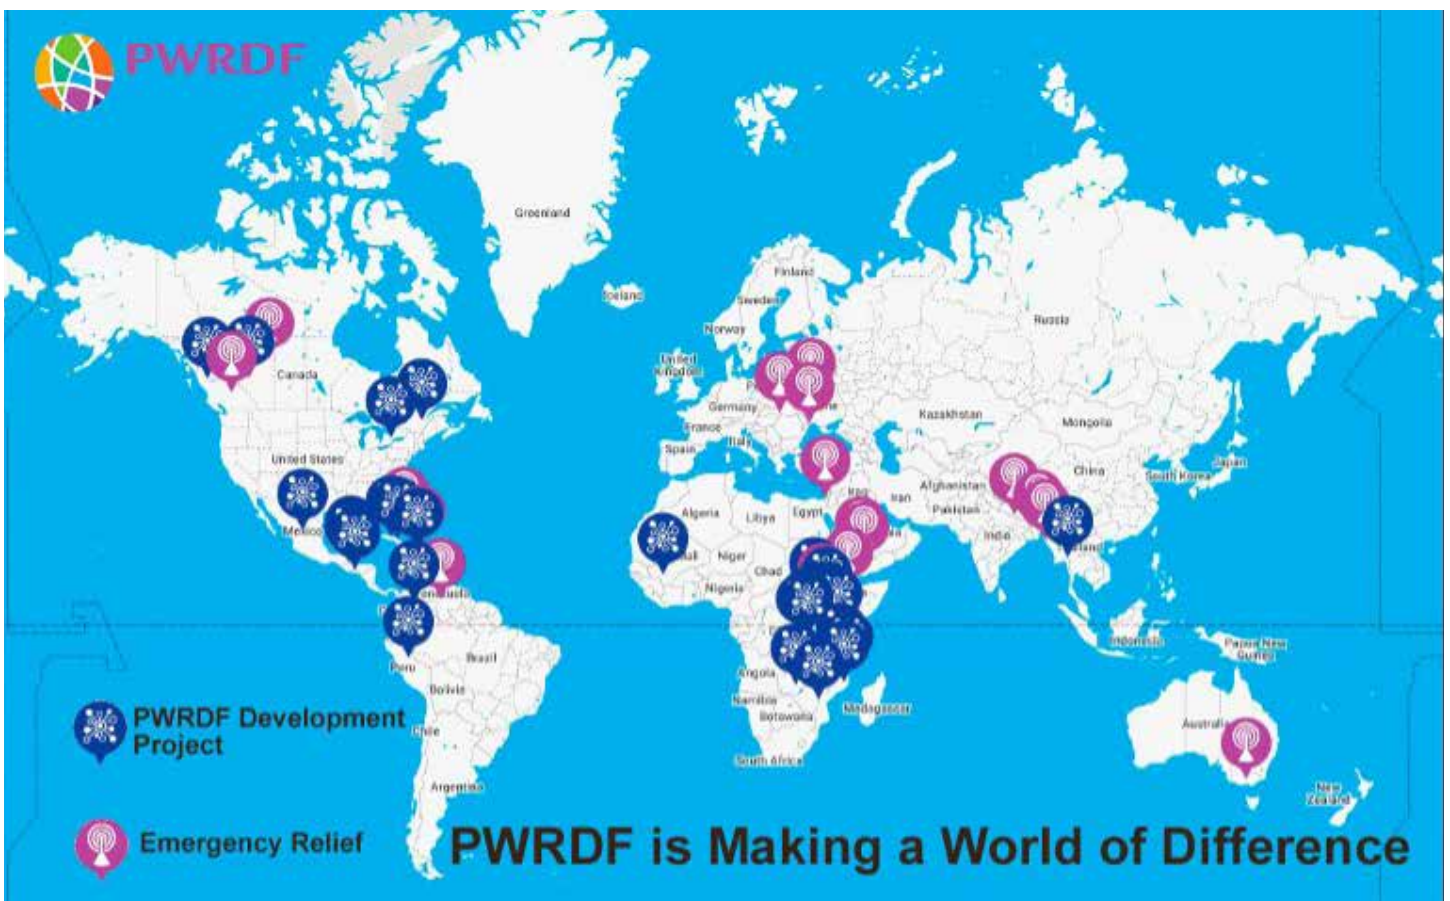 PWRDF
Greenland
Iceland
Finland
Sweden
Norway
Russia
United
Kingdom
Canada
Germany
France
Kazakhstan
Mongolia
Italy
Spain
United States
China
Japan
South Korea
Afghanistan
Iraq
Iran
Pakistan
Algeria
Libya
Egypt
Mexico
India
Niger
Chad
Nigeria
Brazil
Peru
Indonesia
Papua New
Guinea
Angola
Bolivia
Namibia
Botswana
Madagascar
PWRDF Development
Project
Chile
Australia
South Africa
Argentina
New
Zealand
Emergency Relief
PWRDF is Making a World of Difference